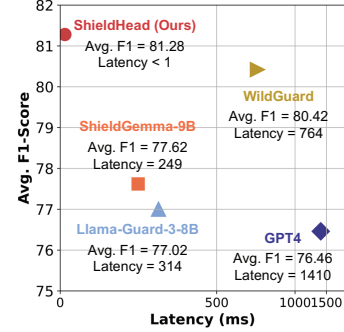 82
81
80
79
78
77
76
75
Avg. F1-Score
ShieldHead (Ours)
Avg. F1 = 81.28
Latency < 1
WildGuard
Avg. F1 = 80.42
Latency = 764
ShieldGemma-9B
Avg. F1 = 77.62
Latency = 249
Llama-Guard-3-8B
Avg. F1 = 77.02
Latency = 314
GPT4
Avg. F1 = 76.46
Latency = 1410
0 500 1000 1500
Latency (ms)